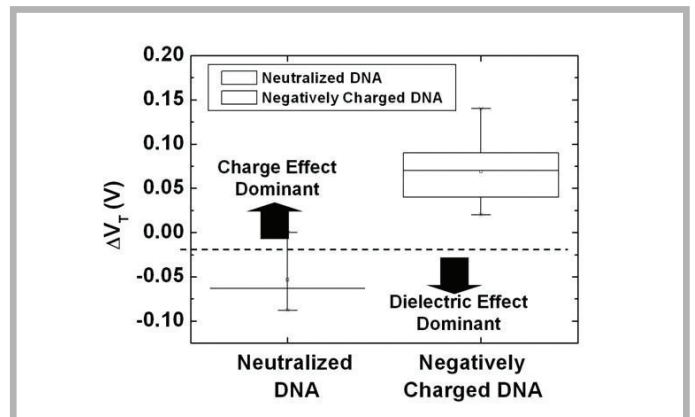 0.20
0.15
0.10
0.05
0.00
-0.05
-0.10
ΔV_T (V)
Neutralized DNA
Negatively Charged DNA
Charge Effect
Dominant
Dielectric Effect
Dominant
Neutralized
DNA
Negatively
Charged DNA